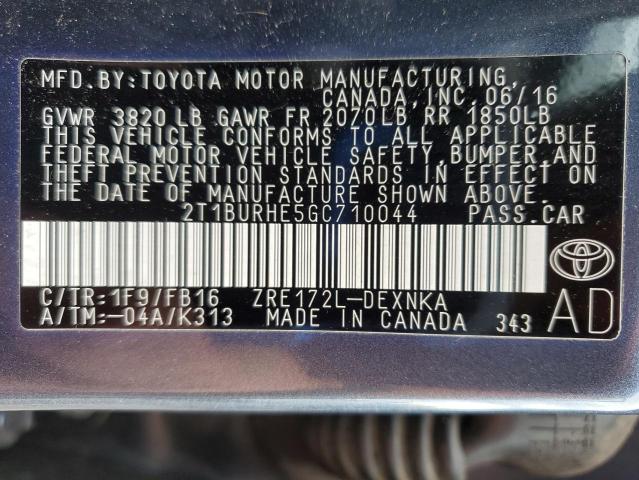 MFD.BY:TOYOTA MOTOR MANUFACTURING,
CANADA, INC. 06/16
GVWR 3820 LB GAWR FR 2070LB, RR 1850LB
THIS VEHICLE CONFORMS TO ALL APPLICABLE
FEDERAL MOTOR VEHICLE SAFETY, BUMPER, AND
THEFT PREVENTION STANDARDS IN EFFECT ON
THE DATE OF MANUFACTURE SHOWN ABOVE.
2T1BURHE5GC710044 PASS.CAR
C/TR:1F9/FB16 ZRE172L-DEXNKA
A/TM:-04A/K313 MADE IN CANADA 343
AD